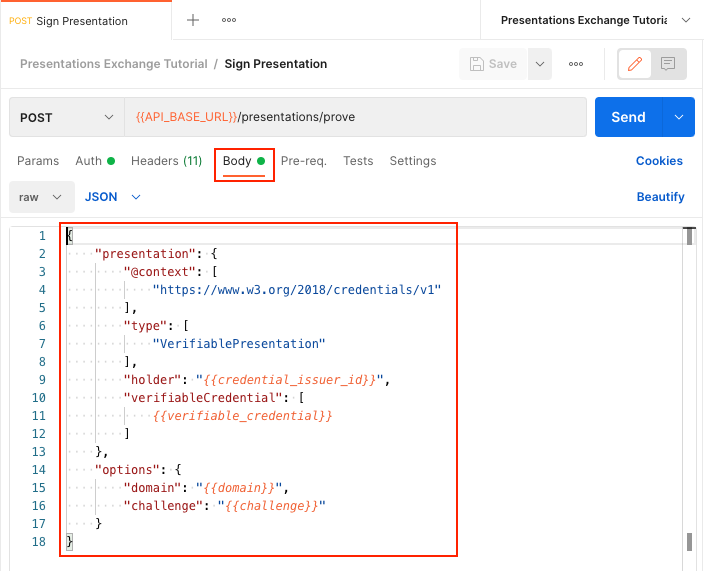 POST Sign Presentation
Presentations Exchange Tutoria
Presentations Exchange Tutorial / Sign Presentation
Save
POST
{{API_BASE_URL}}/presentations/prove
Send
Params Auth Headers (11) Body Pre-req. Tests Settings
Cookies
raw
JSON
Beautify
1 {
2 "presentation": {
3 "@context": [
4 "https://www.w3.org/2018/credentials/v1"
5 ],
6 "type": [
7 "VerifiablePresentation"
8 ],
9 "holder": "{{credential_issuer_id}}",
10 "verifiableCredential": [
11 {{verifiable_credential}}
12 ]
13 },
14 "options": {
15 "domain": "{{domain}}",
16 "challenge": "{{challenge}}"
17 }
18 }